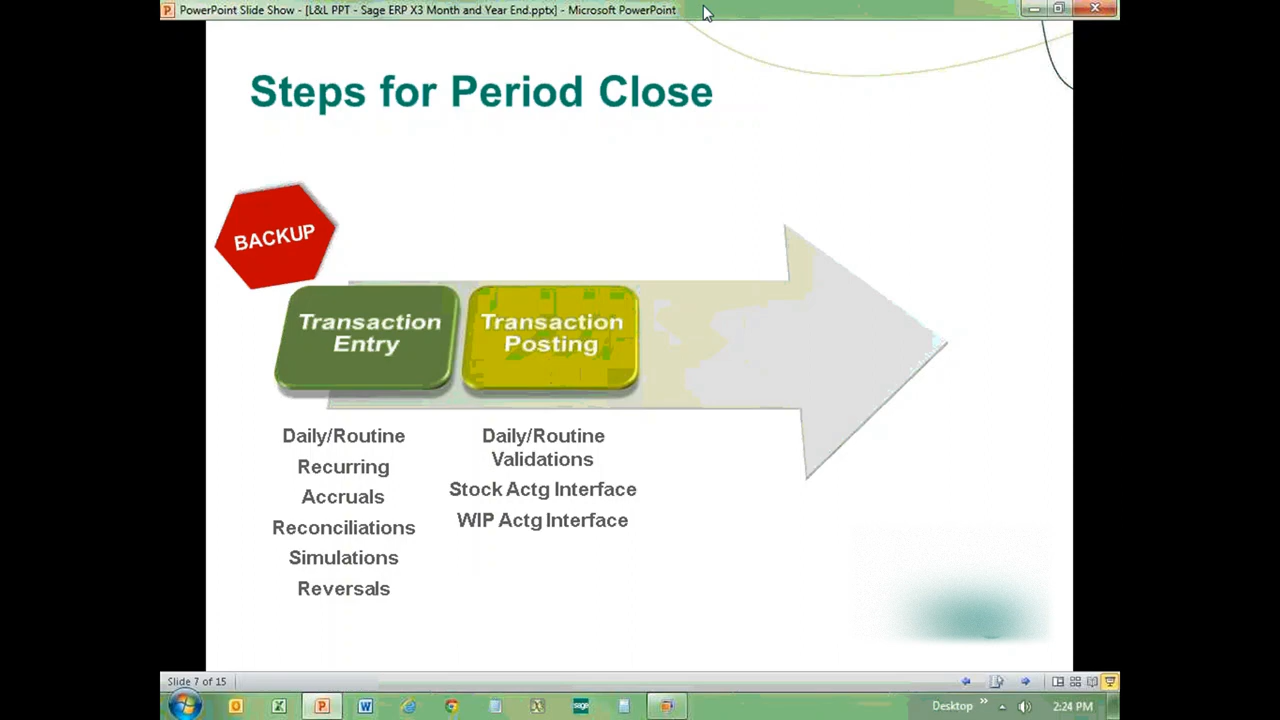 PowerPoint Slide Show - [L&L PPT - Sage ERP X3 Month and Year End.pptx] - Microsoft PowerPoint
Steps for Period Close
BACKUP
Transaction
Entry
Transaction
Posting
Daily/Routine
Recurring
Accruals
Reconciliations
Simulations
Reversals
Daily/Routine
Validations
Stock Actg Interface
WIP Actg Interface
Slide 7 of 15
sage
Desktop
2:24 PM